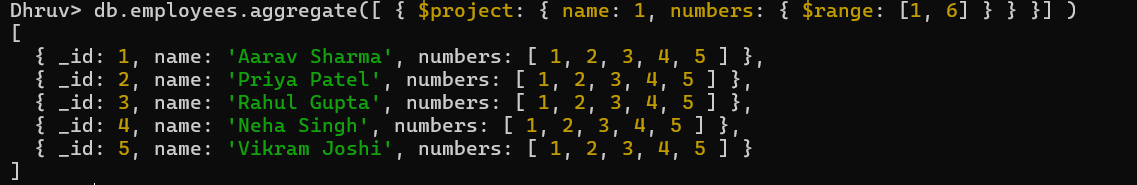 Dhruv> db.employees.aggregate([ { $project: { name: 1, numbers: { $range: [1, 6] } } }] )
[
  { _id: 1, name: 'Aarav Sharma', numbers: [ 1, 2, 3, 4, 5 ] },
  { _id: 2, name: 'Priya Patel', numbers: [ 1, 2, 3, 4, 5 ] },
  { _id: 3, name: 'Rahul Gupta', numbers: [ 1, 2, 3, 4, 5 ] },
  { _id: 4, name: 'Neha Singh', numbers: [ 1, 2, 3, 4, 5 ] },
  { _id: 5, name: 'Vikram Joshi', numbers: [ 1, 2, 3, 4, 5 ] }
]